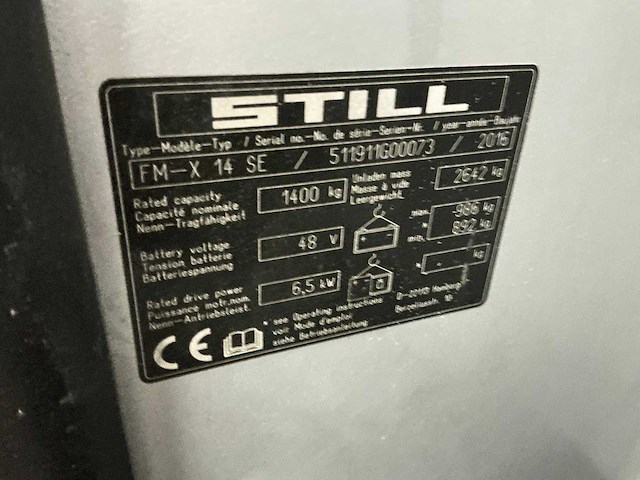 STILL
Type-Modèle-Typ / Serial no.-No. de série-Serien-Nr. / year-année-Baujahr
FM-X 14 SE / 511911G00073 / 2016
Rated capacity
Capacité nominale
Nenn-Tragfähigkeit
1400 kg
Unladen mass
Masse à vide
Leergewicht
2642 kg
Battery voltage
Tension batterie
Batteriespannung
48 V
max. 986 kg
min. 892 kg
Rated drive power
Puissance motr.nom.
Nenn-Antriebsleist.
6,5 kW
* kg
* see Operating instructions
voir Mode d'emploi
siehe Betriebsanleitung
D-22113 Hamburg
Berzeliusstr. 10
CE